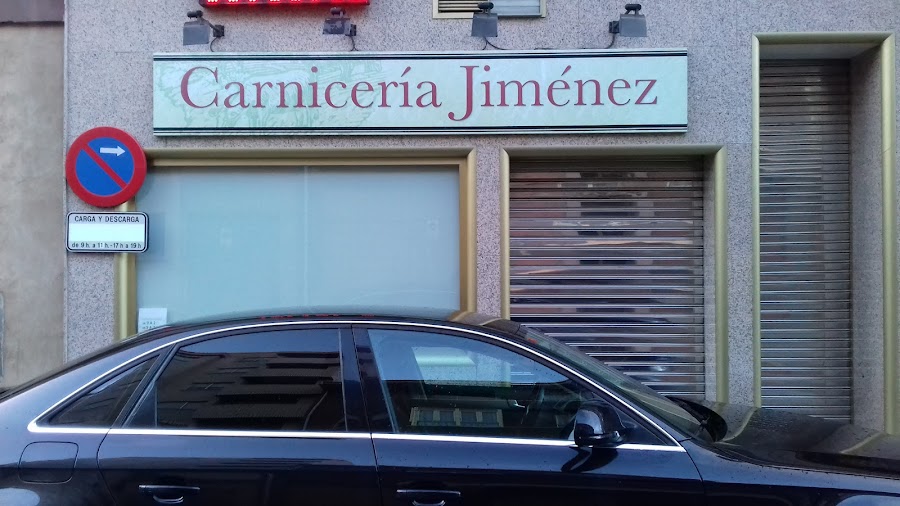 Carnicería Jiménez
CARGA Y DESCARGA
de 9 h. a 11 h.-17 h a 19 h